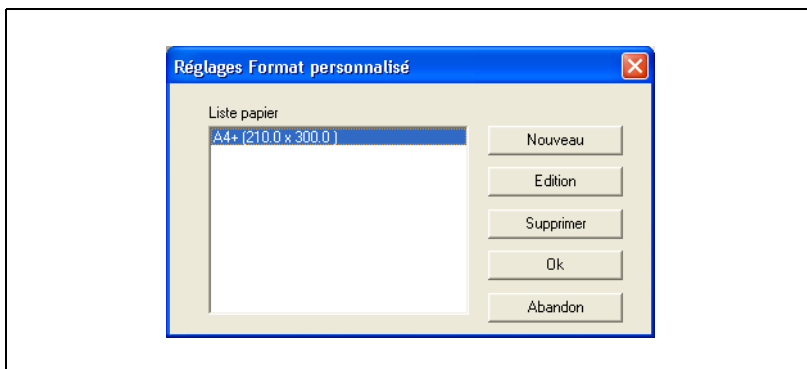 Réglages Format personnalisé
Liste papier
A4+ (210.0 x 300.0 )
Nouveau
Edition
Supprimer
Ok
Abandon